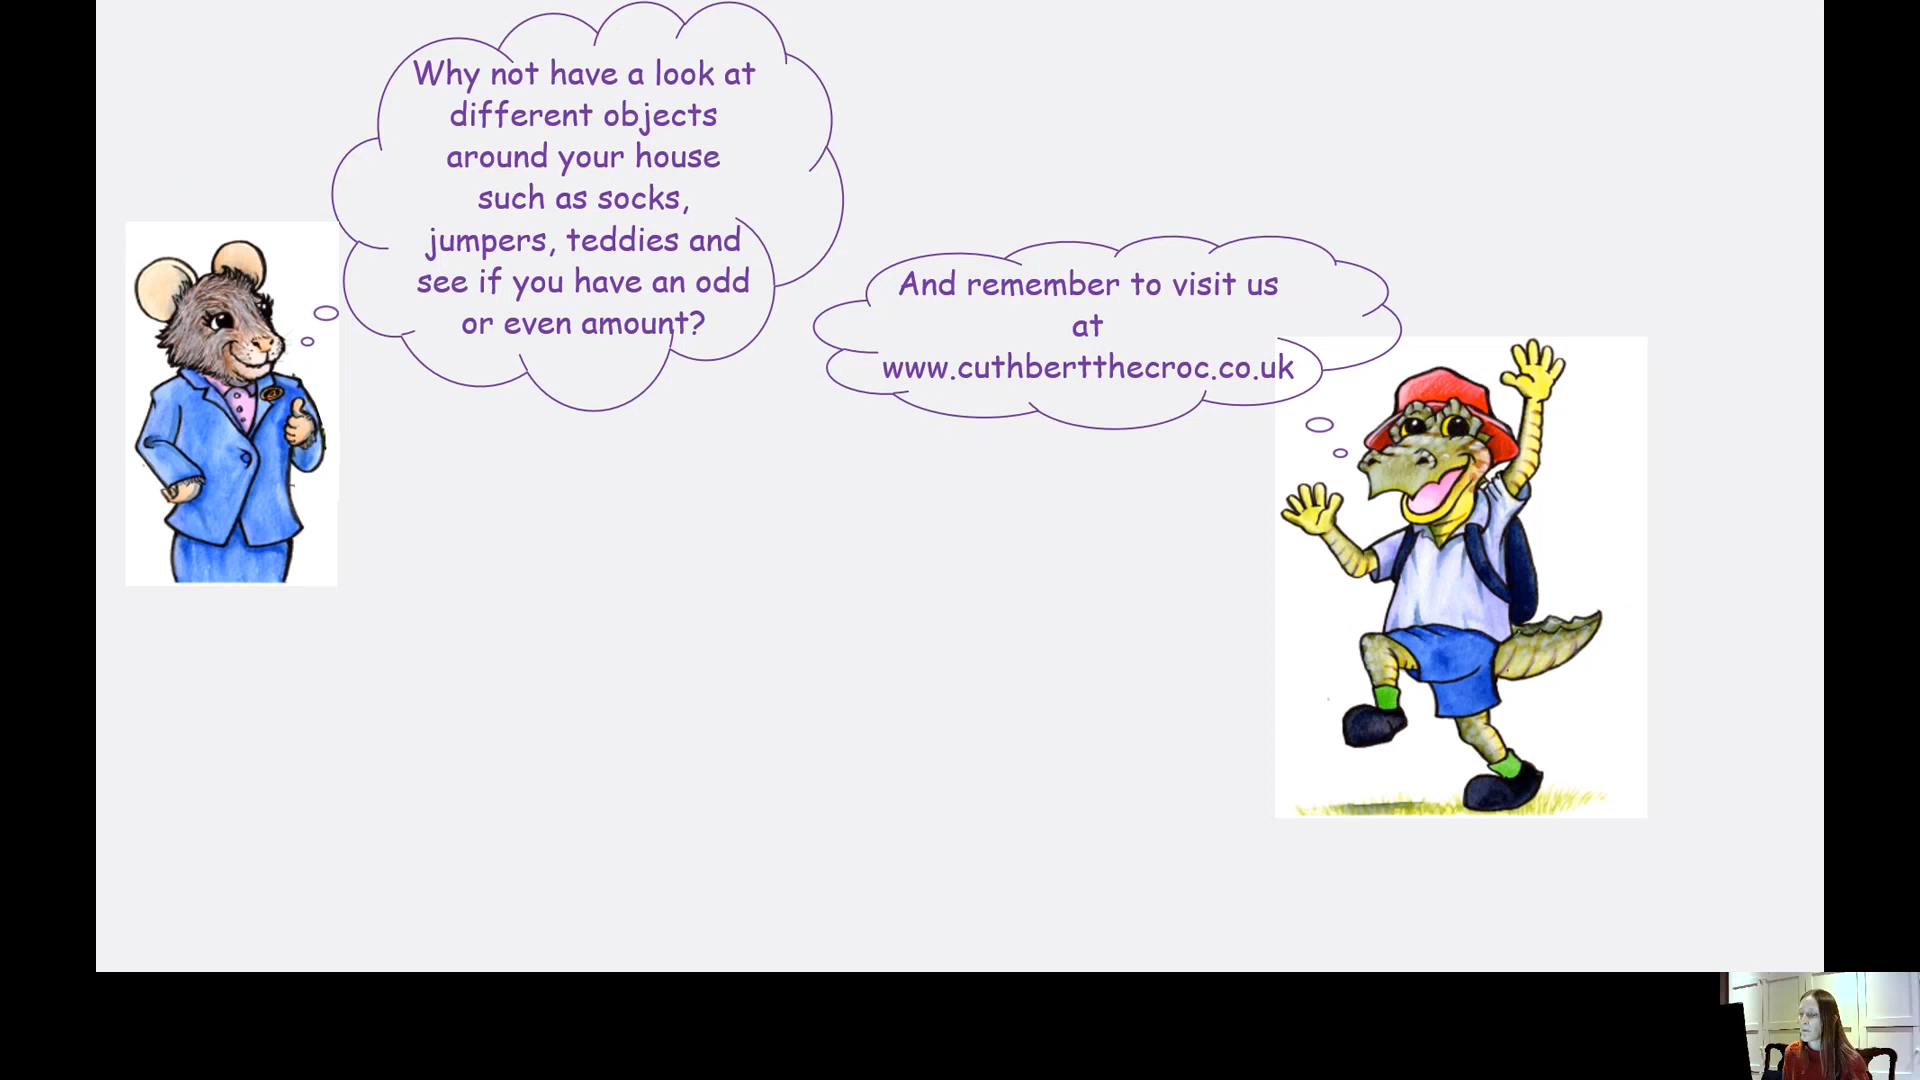 Why not have a look at
different objects
around your house
such as socks,
jumpers, teddies and
see if you have an odd
or even amount?
And remember to visit us
at
www.cuthbertthecroc.co.uk